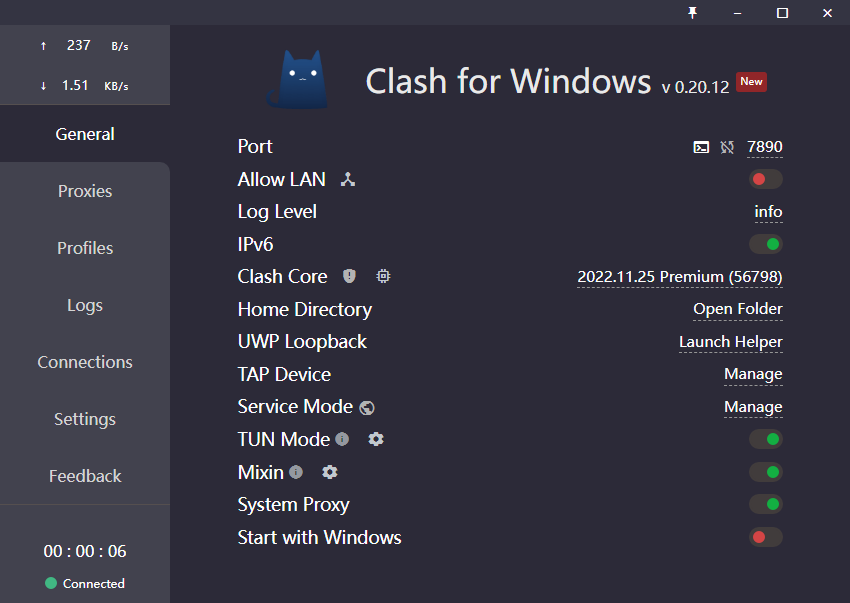 ↑ 237 B/s
↓ 1.51 KB/s
General
Proxies
Profiles
Logs
Connections
Settings
Feedback
00 : 00 : 06
Connected
Clash for Windows v 0.20.12 New
Port 7890
Allow LAN
Log Level info
IPv6
Clash Core 2022.11.25 Premium (56798)
Home Directory Open Folder
UWP Loopback Launch Helper
TAP Device Manage
Service Mode Manage
TUN Mode
Mixin
System Proxy
Start with Windows